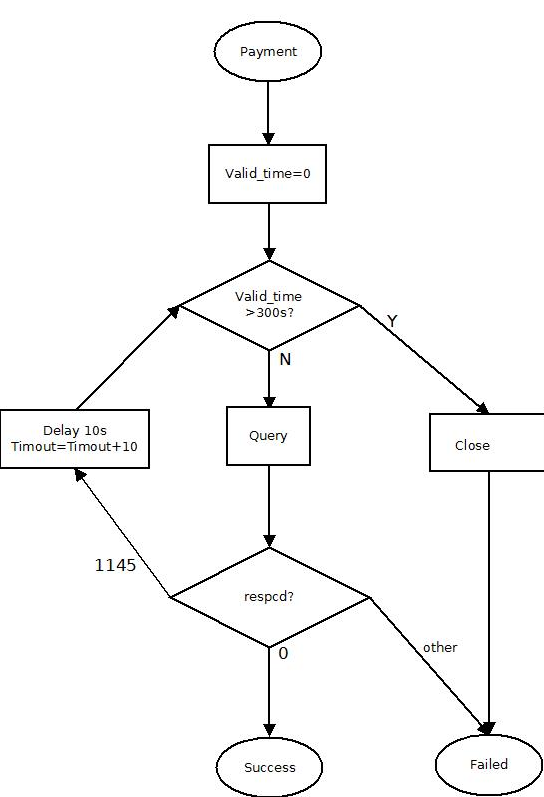 Payment
Valid_time=0
Valid_time
>300s?
Y
N
Delay 10s
Timout=Timout+10
Query
Close
1145
respcd?
other
0
Success
Failed